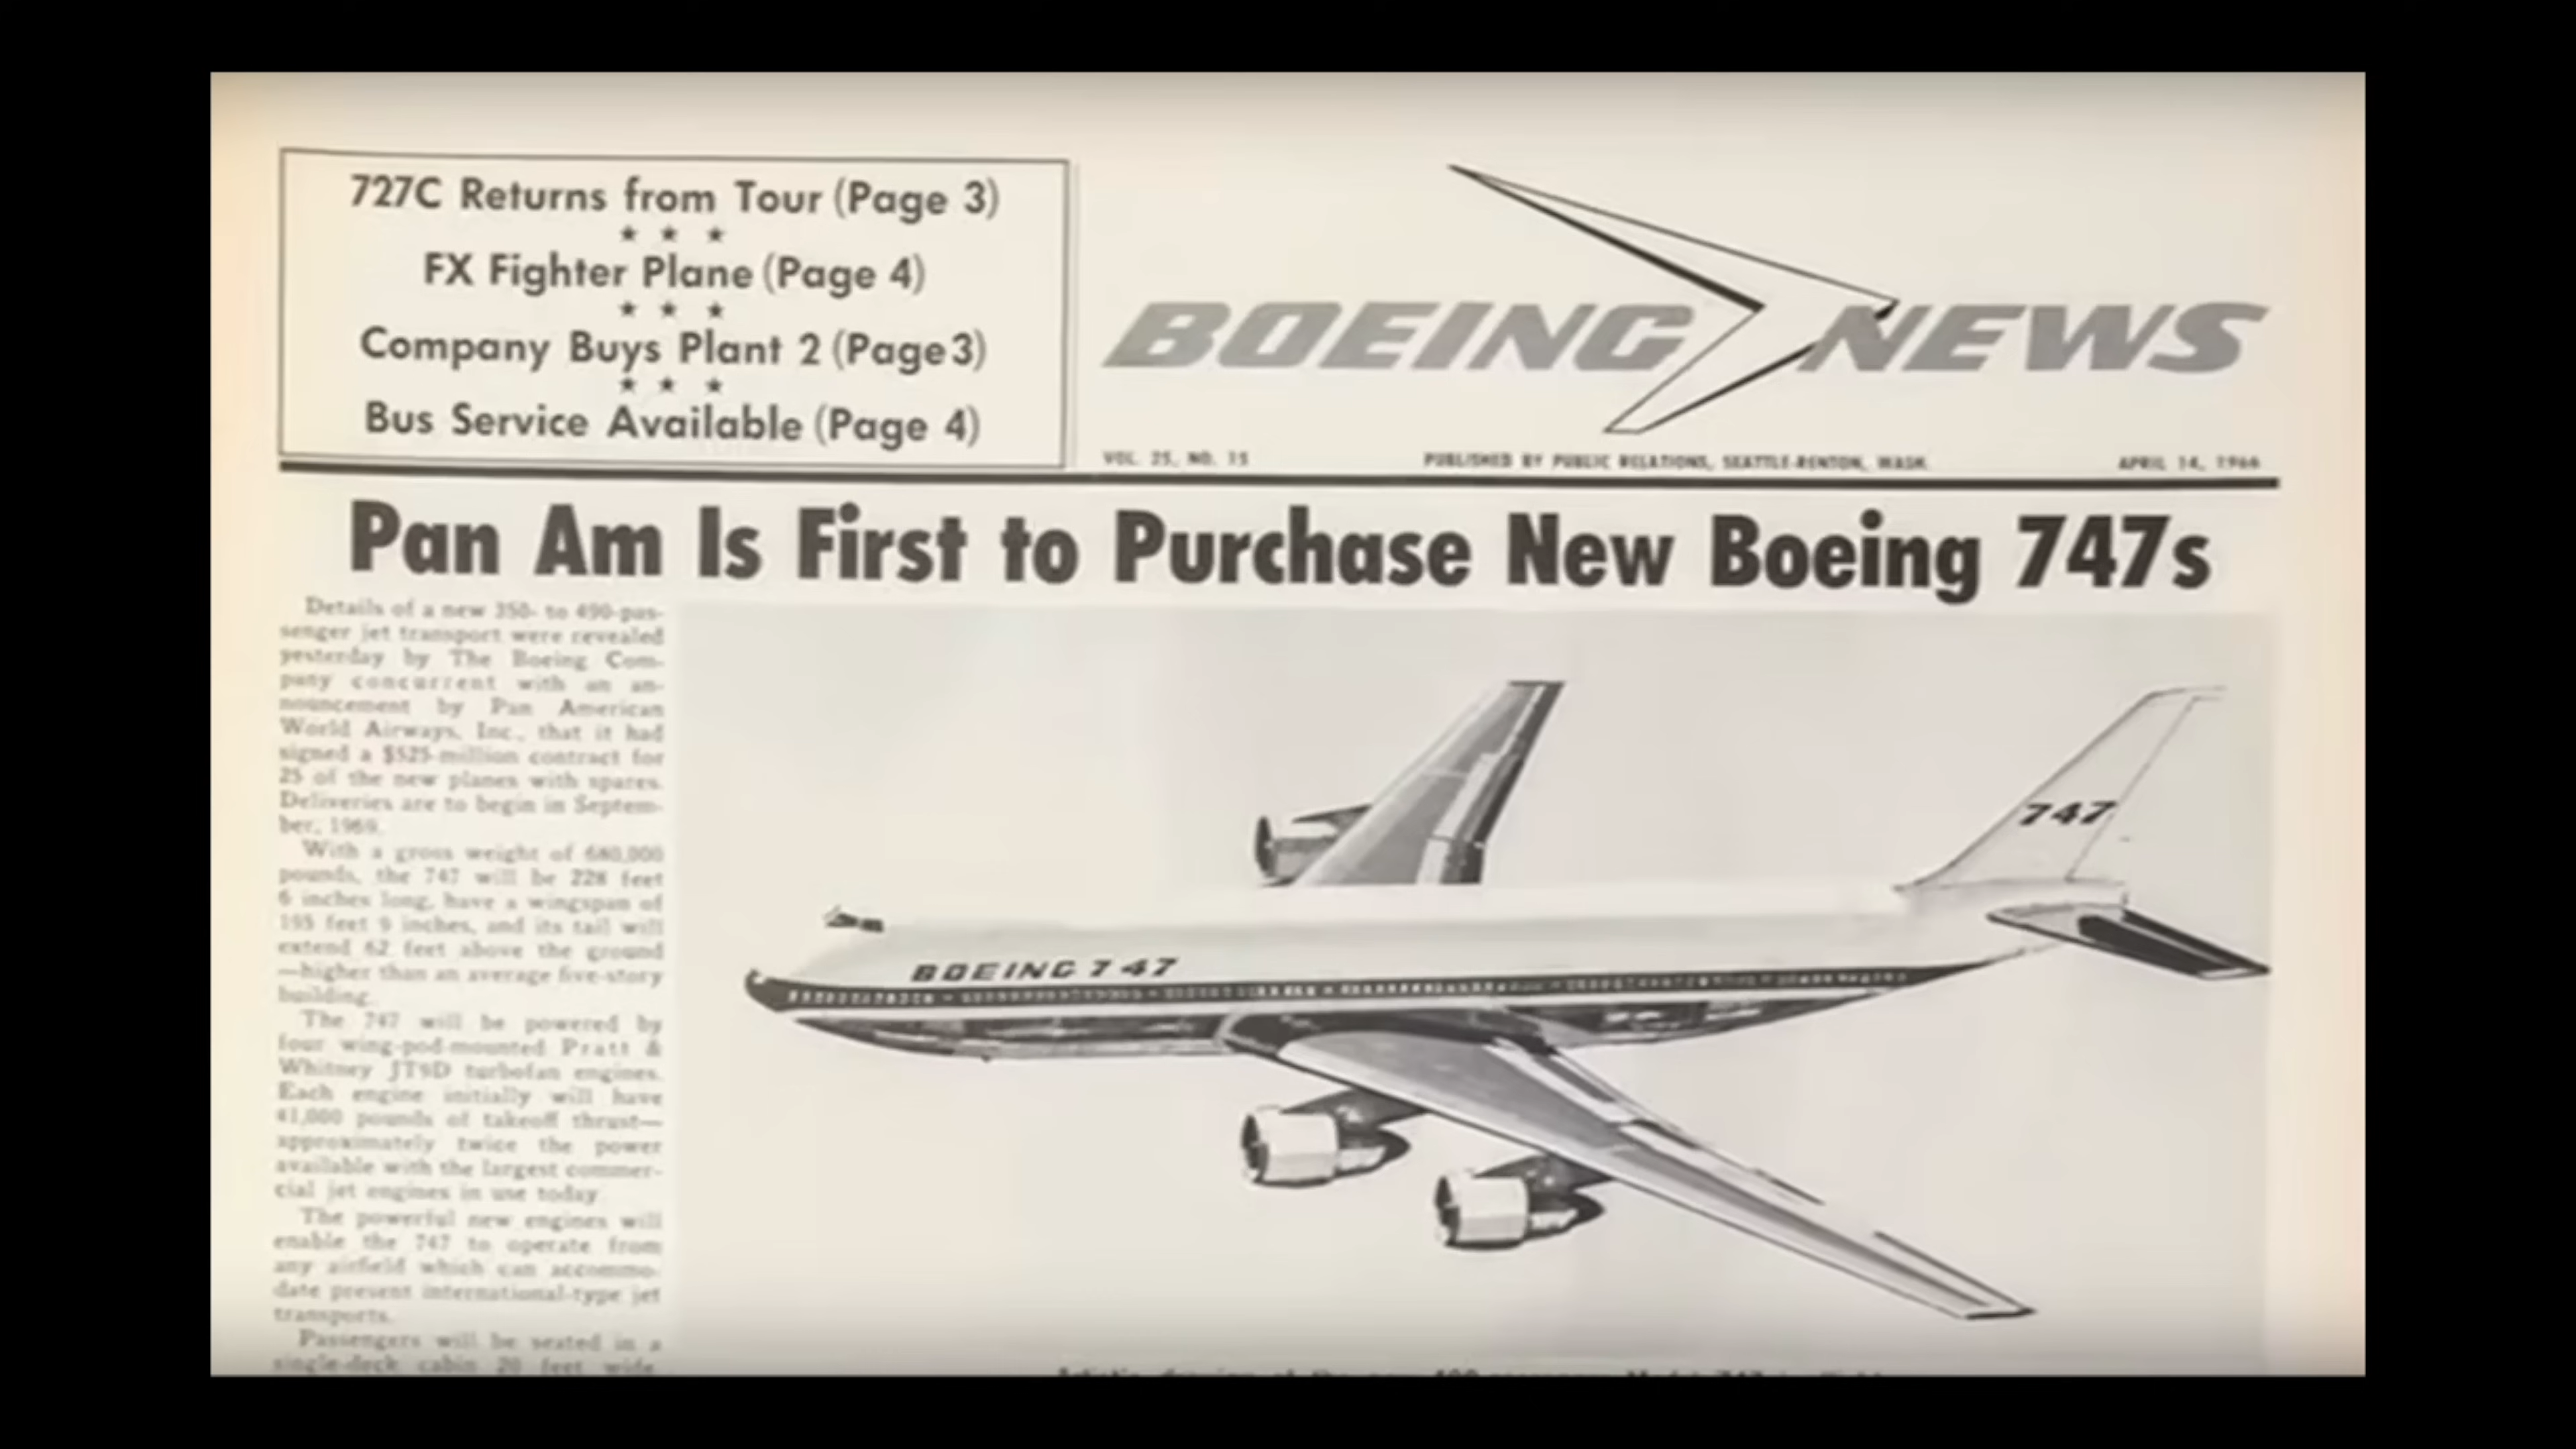 727C Returns from Tour (Page 3)
★ ★ ★
FX Fighter Plane (Page 4)
★ ★ ★
Company Buys Plant 2 (Page 3)
★ ★ ★
Bus Service Available (Page 4)
BOEING NEWS
VOL. 25, NO. 15 PUBLISHED BY PUBLIC RELATIONS, SEATTLE-RENTON, WASH. APRIL 14, 1966
Pan Am Is First to Purchase New Boeing 747s
Details of a new 350- to 490-pas-
senger jet transport were revealed
yesterday by The Boeing Com-
pany concurrent with an an-
nouncement by Pan American
World Airways, Inc., that it had
signed a $525-million contract for
25 of the new planes with spares.
Deliveries are to begin in Septem-
ber, 1969.
With a gross weight of 680,000
pounds, the 747 will be 228 feet
6 inches long, have a wingspan of
195 feet 9 inches, and its tail will
extend 62 feet above the ground
—higher than an average five-story
building.
The 747 will be powered by
four wing-pod-mounted Pratt &
Whitney JT9D turbofan engines.
Each engine initially will have
41,000 pounds of takeoff thrust—
approximately twice the power
available with the largest commer-
cial jet engines in use today.
The powerful new engines will
enable the 747 to operate from
any airfield which can accommo-
date present international-type jet
transports.
Passengers will be seated in a
single-deck cabin 20 feet wide,
747
BOEING 747